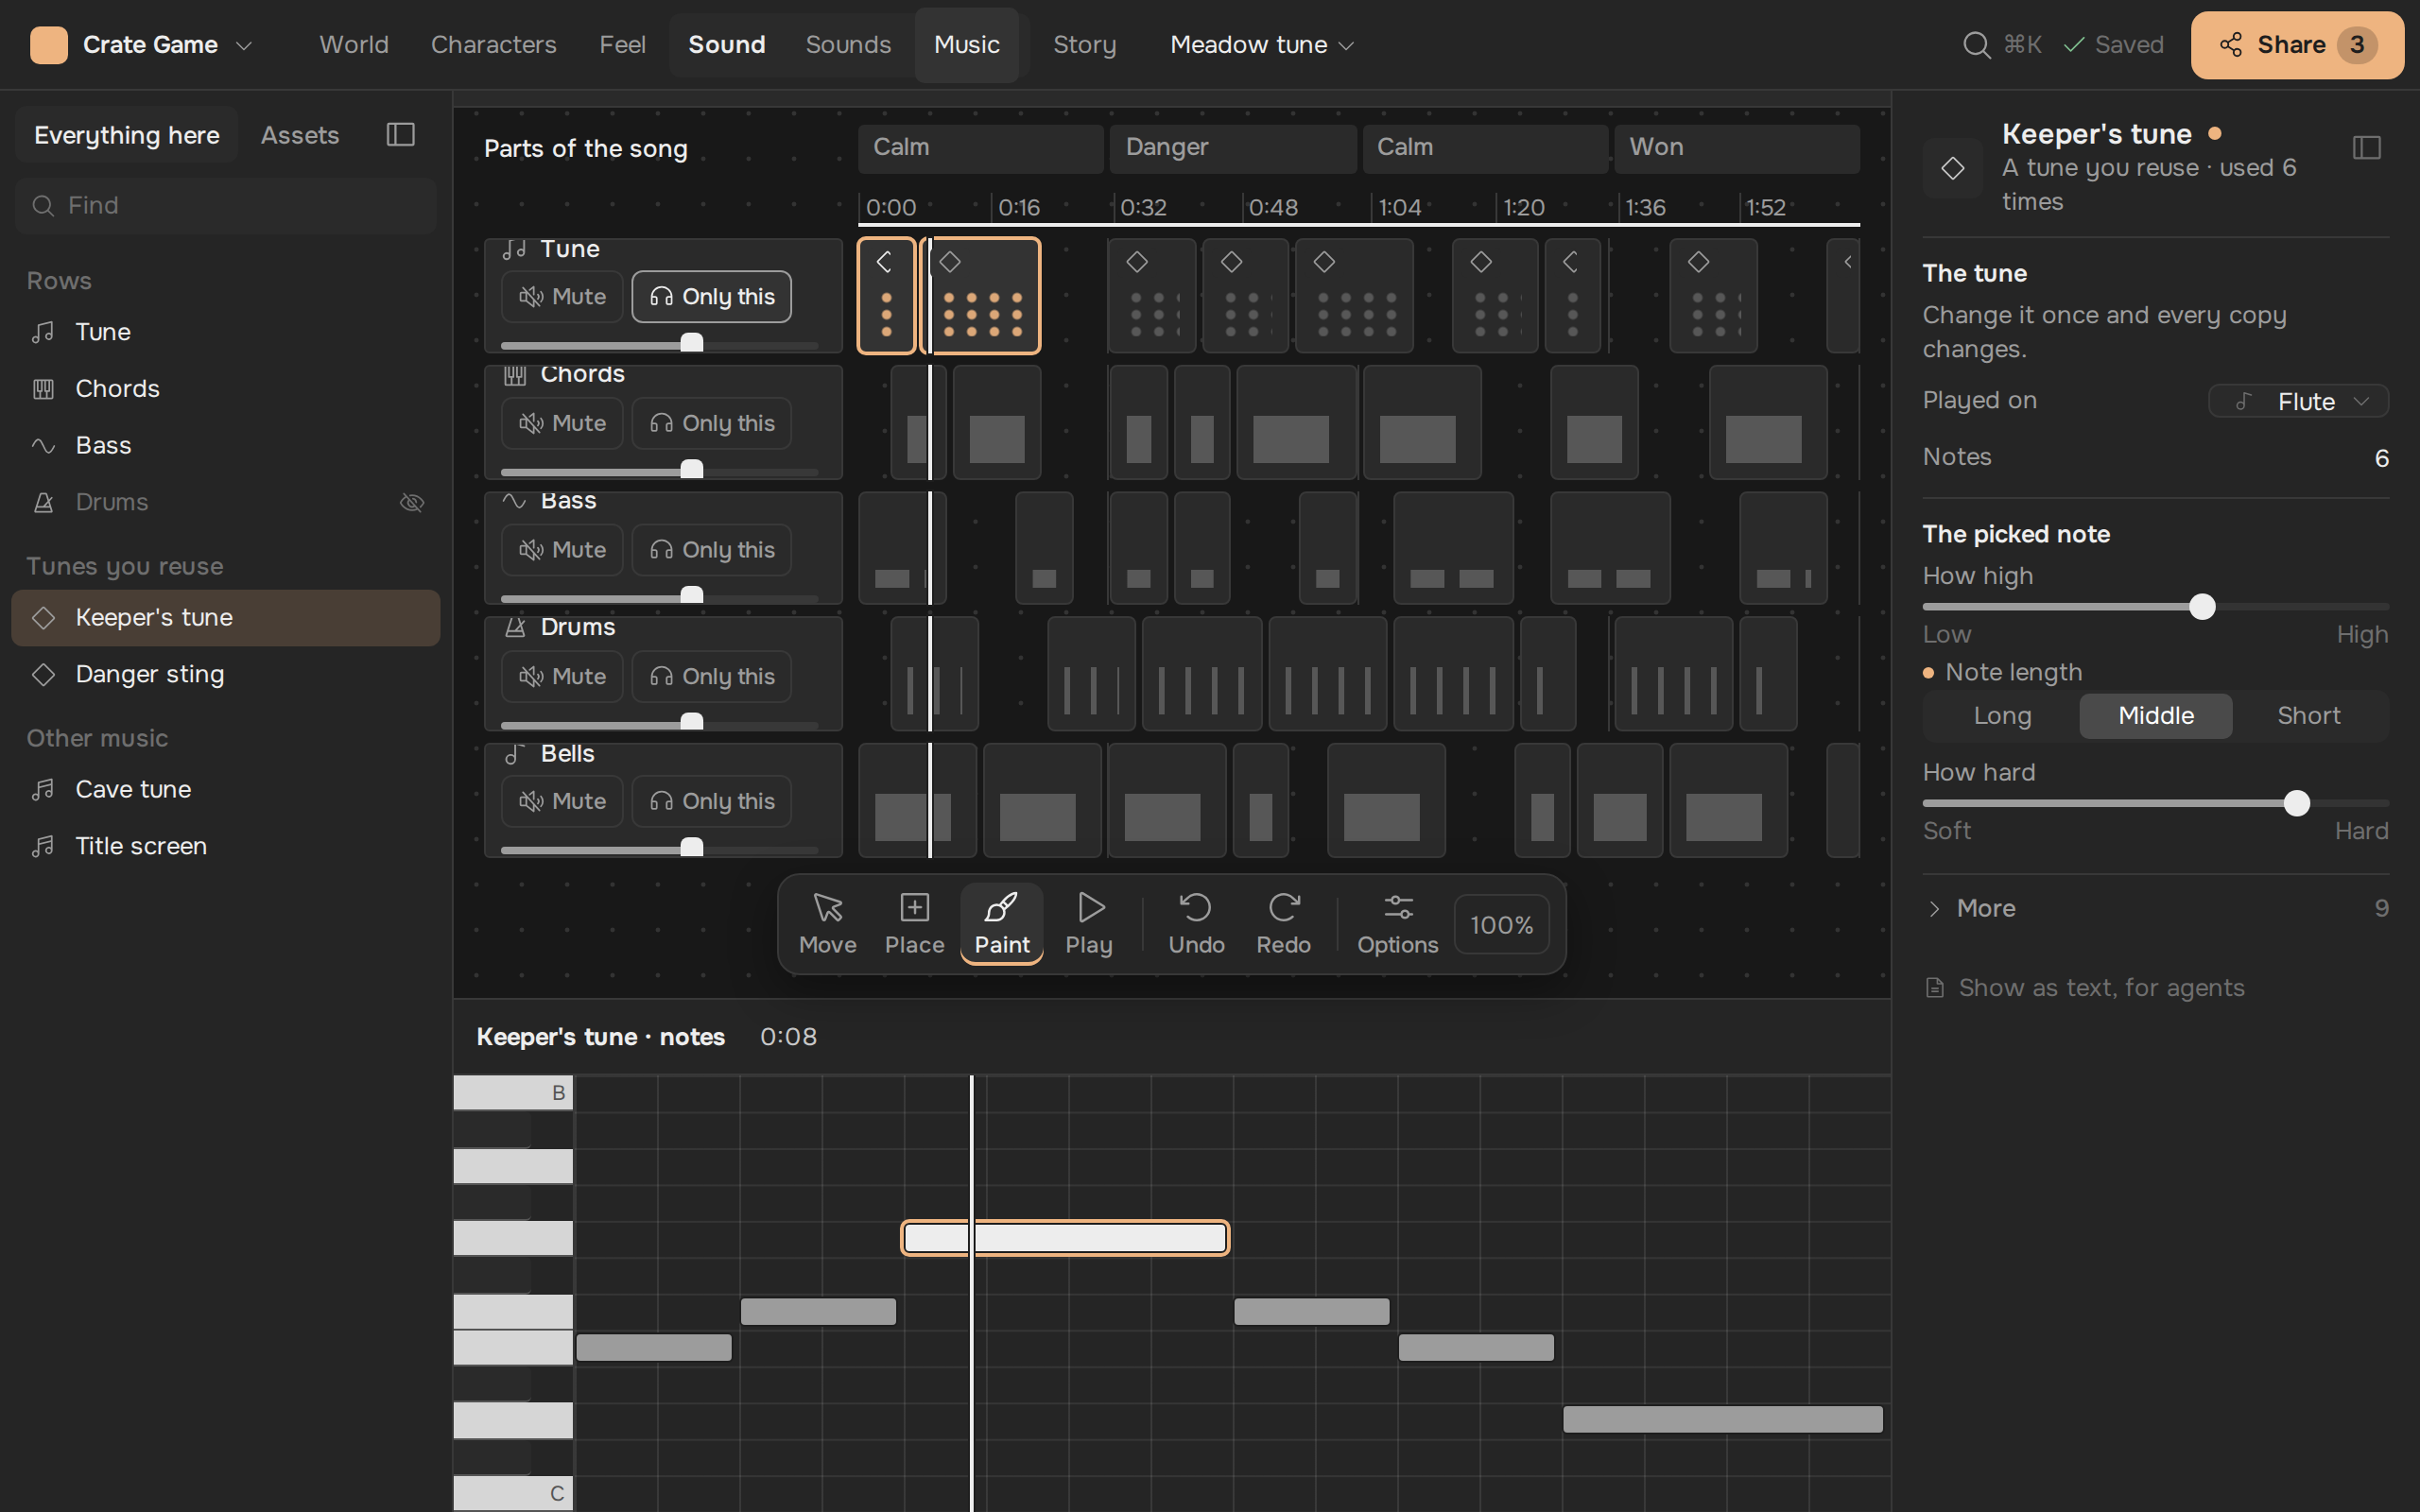 Crate Game World Characters Feel Sound Sounds Music Story Meadow tune ⌘K Saved Share 3
Everything here Assets
Find
Rows
Tune
Chords
Bass
Drums
Tunes you reuse
Keeper's tune
Danger sting
Other music
Cave tune
Title screen
Parts of the song Calm Danger Calm Won
0:00 0:16 0:32 0:48 1:04 1:20 1:36 1:52
Tune
Mute Only this
Chords
Mute Only this
Bass
Mute Only this
Drums
Mute Only this
Bells
Mute Only this
Move Place Paint Play Undo Redo Options 100%
Keeper's tune · notes 0:08
B
C
Keeper's tune
A tune you reuse · used 6
times
The tune
Change it once and every copy
changes.
Played on Flute
Notes 6
The picked note
How high
Low High
Note length
Long Middle Short
How hard
Soft Hard
More 9
Show as text, for agents